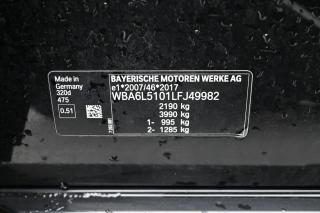 Made in
Germany
320d
475
0.51
BAYERISCHE MOTOREN WERKE AG
e1*2007/46*2017
WBA6L5101LFJ49982
2190 kg
3990 kg
1- 995 kg
2- 1285 kg